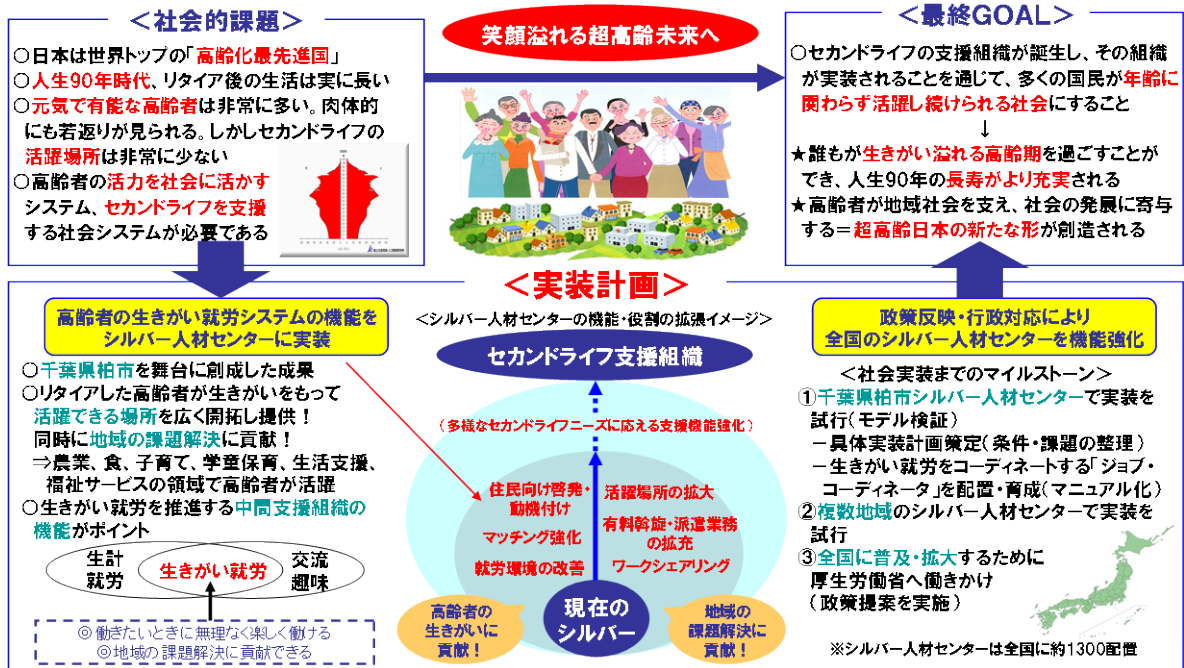 ＜社会的課題＞
○日本は世界トップの「高齢化最先進国」
○人生90年時代、リタイア後の生活は実に長い
○元気で有能な高齢者は非常に多い。肉体的
にも若返りが見られる。しかしセカンドライフの
活躍場所は非常に少ない
○高齢者の活力を社会に活かす
システム、セカンドライフを支援
する社会システムが必要である
笑顔溢れる超高齢未来へ
＜最終GOAL＞
○セカンドライフの支援組織が誕生し、その組織
が実装されることを通じて、多くの国民が年齢に
関わらず活躍し続けられる社会にすること
↓
★誰もが生きがい溢れる高齢期を過ごすことが
でき、人生90年の長寿がより充実される
★高齢者が地域社会を支え、社会の発展に寄与
する＝超高齢日本の新たな形が創造される
＜実装計画＞
高齢者の生きがい就労システムの機能を
シルバー人材センターに実装
○千葉県柏市を舞台に創成した成果
○リタイアした高齢者が生きがいをもって
活躍できる場所を広く開拓し提供！
同時に地域の課題解決に貢献！
⇒農業、食、子育て、学童保育、生活支援、
福祉サービスの領域で高齢者が活躍
○生きがい就労を推進する中間支援組織の
機能がポイント
生計
就労
生きがい就労
交流
趣味
◎働きたいときに無理なく楽しく働ける
◎地域の課題解決に貢献できる
＜シルバー人材センターの機能・役割の拡張イメージ＞
セカンドライフ支援組織
（多様なセカンドライフニーズに応える支援機能強化）
住民向け啓発・
動機付け
マッチング強化
就労環境の改善
活躍場所の拡大
有料斡旋・派遣業務
の拡充
ワークシェアリング
高齢者の
生きがいに
貢献！
現在の
シルバー
地域の
課題解決に
貢献！
政策反映・行政対応により
全国のシルバー人材センターを機能強化
＜社会実装までのマイルストーン＞
①千葉県柏市シルバー人材センターで実装を
試行（モデル検証）
－具体実装計画策定（条件・課題の整理）
－生きがい就労をコーディネートする「ジョブ・
コーディネータ」を配置・育成（マニュアル化）
②複数地域のシルバー人材センターで実装を
試行
③全国に普及・拡大するために
厚生労働省へ働きかけ
（政策提案を実施）
※シルバー人材センターは全国に約1300配置